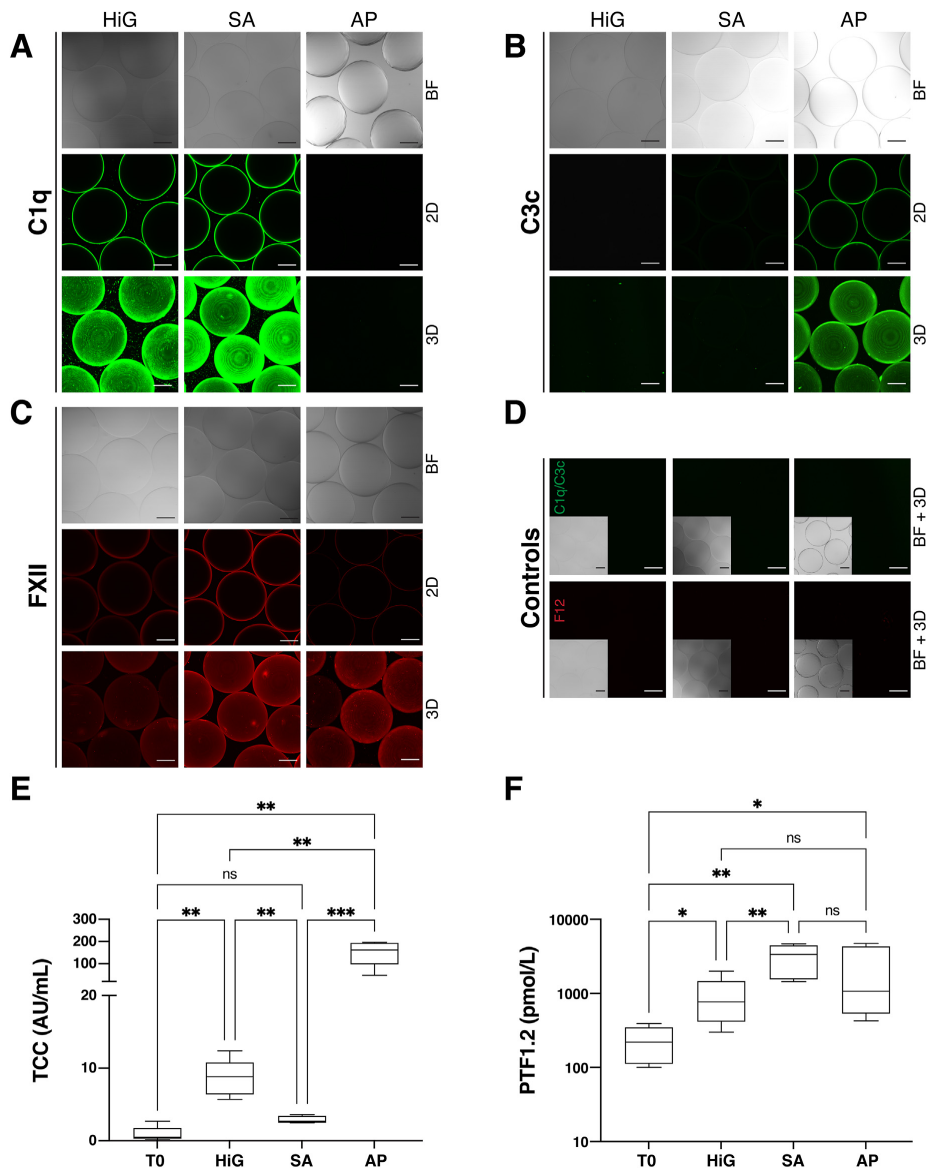 A
HiG SA AP
C1q
BF
2D
3D
B
HiG SA AP
C3c
BF
2D
3D
C
FXII
BF
2D
3D
D
Controls
C1q/C3c
BF + 3D
F12
BF + 3D
E
**
**
ns
** ** ***
TCC (AU/mL)
300
200
100
20
10
0
T0 HiG SA AP
F
*
ns
**
* ** ns
PTF1.2 (pmol/L)
10000
1000
100
10
T0 HiG SA AP